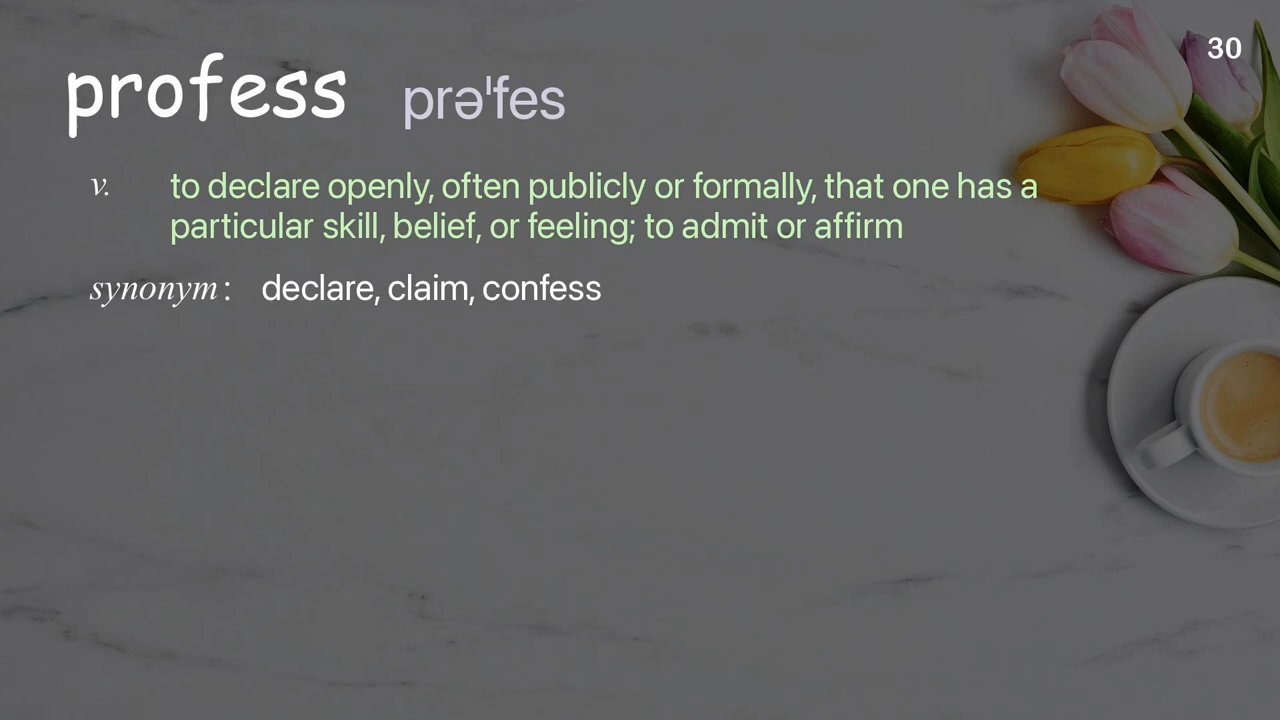 30
profess prəˈfes
v. to declare openly, often publicly or formally, that one has a
particular skill, belief, or feeling; to admit or affirm
synonym : declare, claim, confess